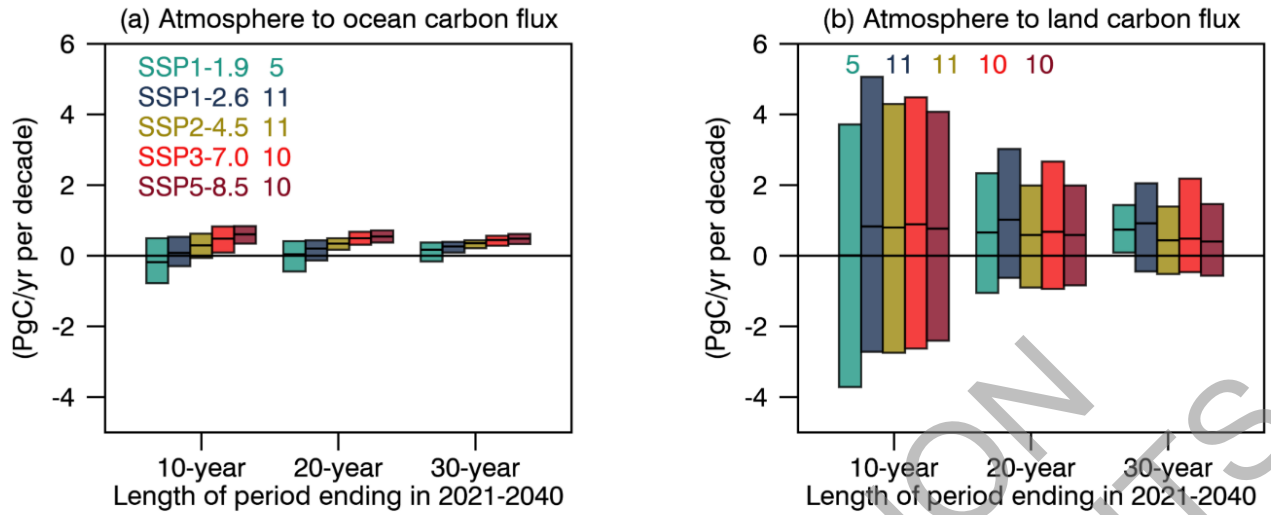 (a) Atmosphere to ocean carbon flux
(PgC/yr per decade)
6
4
2
0
-2
-4
SSP1-1.9 5
SSP1-2.6 11
SSP2-4.5 11
SSP3-7.0 10
SSP5-8.5 10
10-year 20-year 30-year
Length of period ending in 2021-2040
(b) Atmosphere to land carbon flux
(PgC/yr per decade)
6
4
2
0
-2
-4
5 11 11 10 10
10-year 20-year 30-year
Length of period ending in 2021-2040